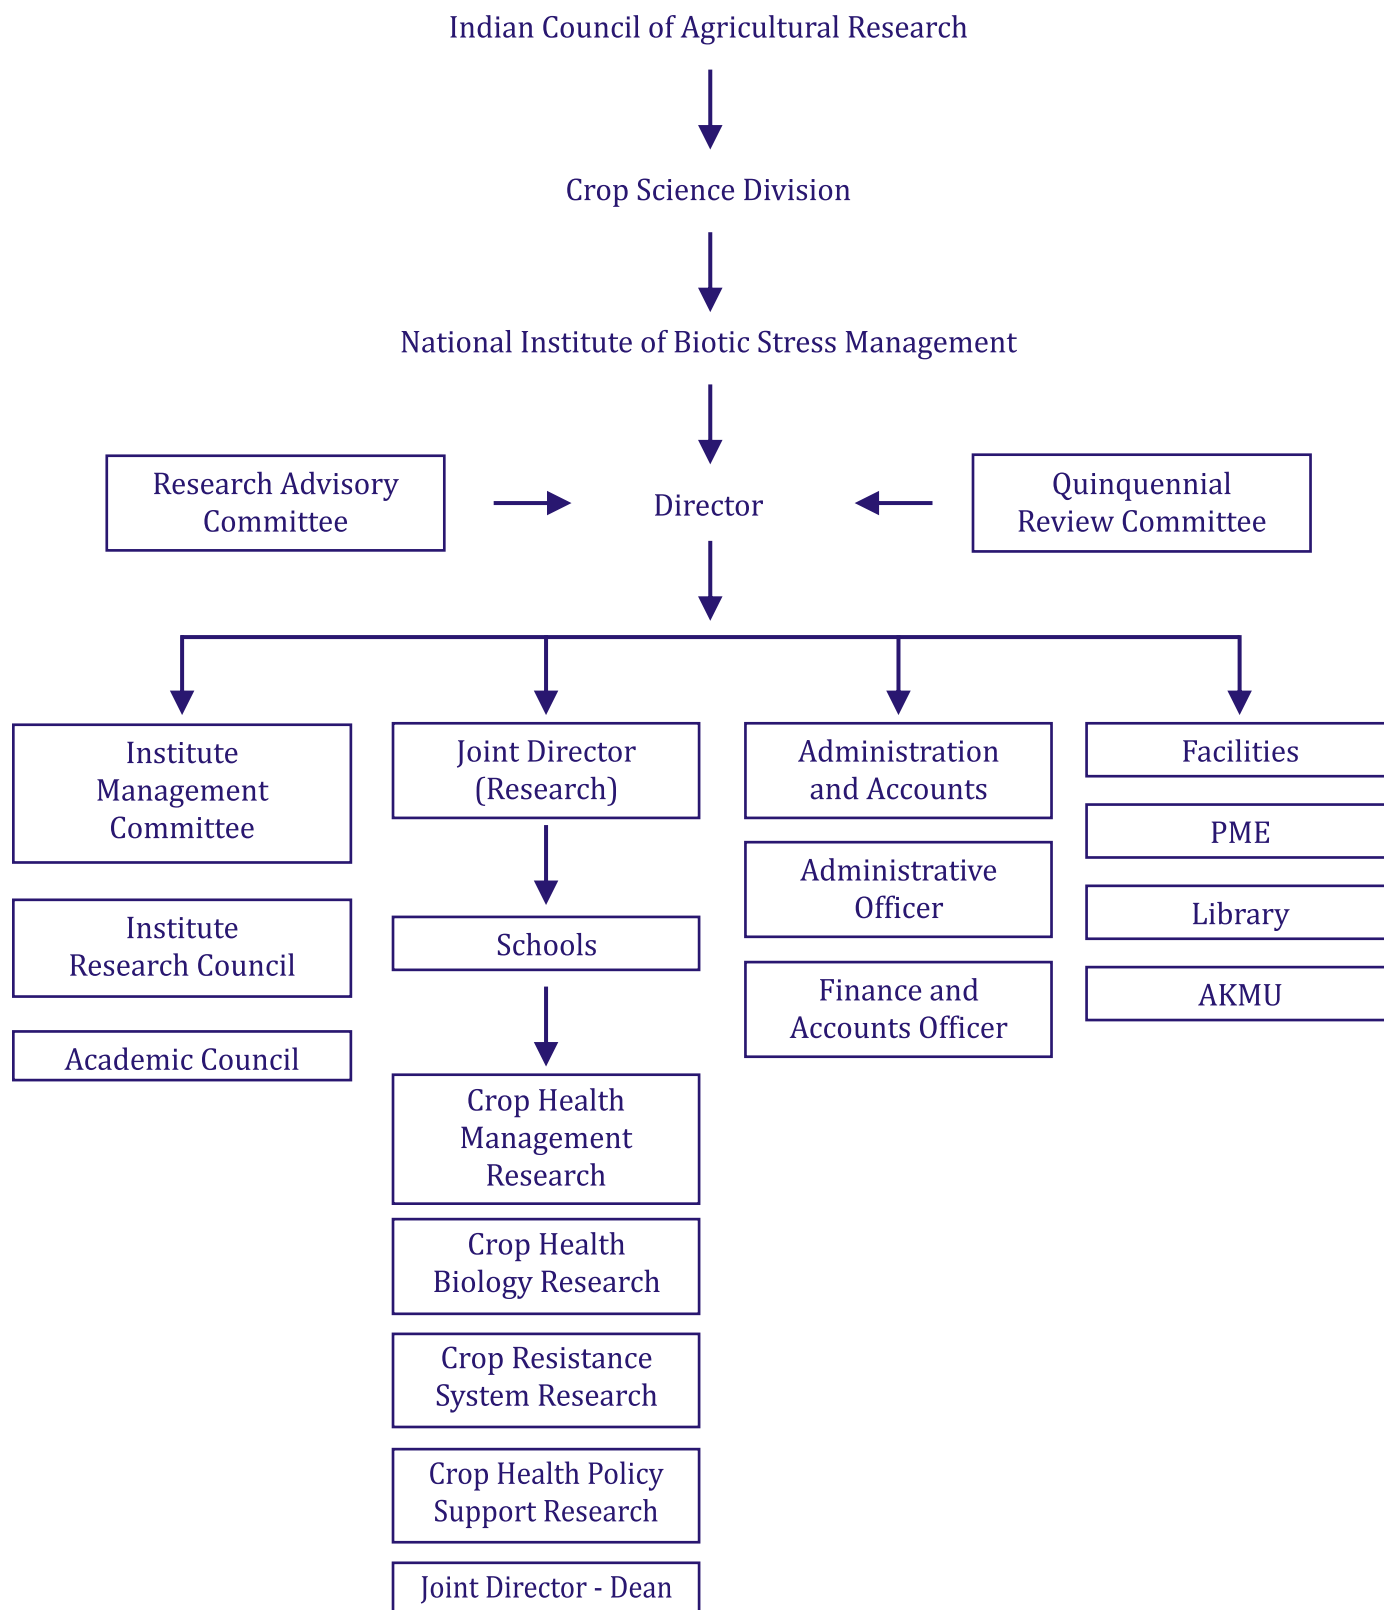 Indian Council of Agricultural Research
Crop Science Division
National Institute of Biotic Stress Management
Research Advisory
Committee
Director
Quinquennial
Review Committee
Institute
Management
Committee
Institute
Research Council
Academic Council
Joint Director
(Research)
Schools
Crop Health
Management
Research
Crop Health
Biology Research
Crop Resistance
System Research
Crop Health Policy
Support Research
Joint Director - Dean
Administration
and Accounts
Administrative
Officer
Finance and
Accounts Officer
Facilities
PME
Library
AKMU